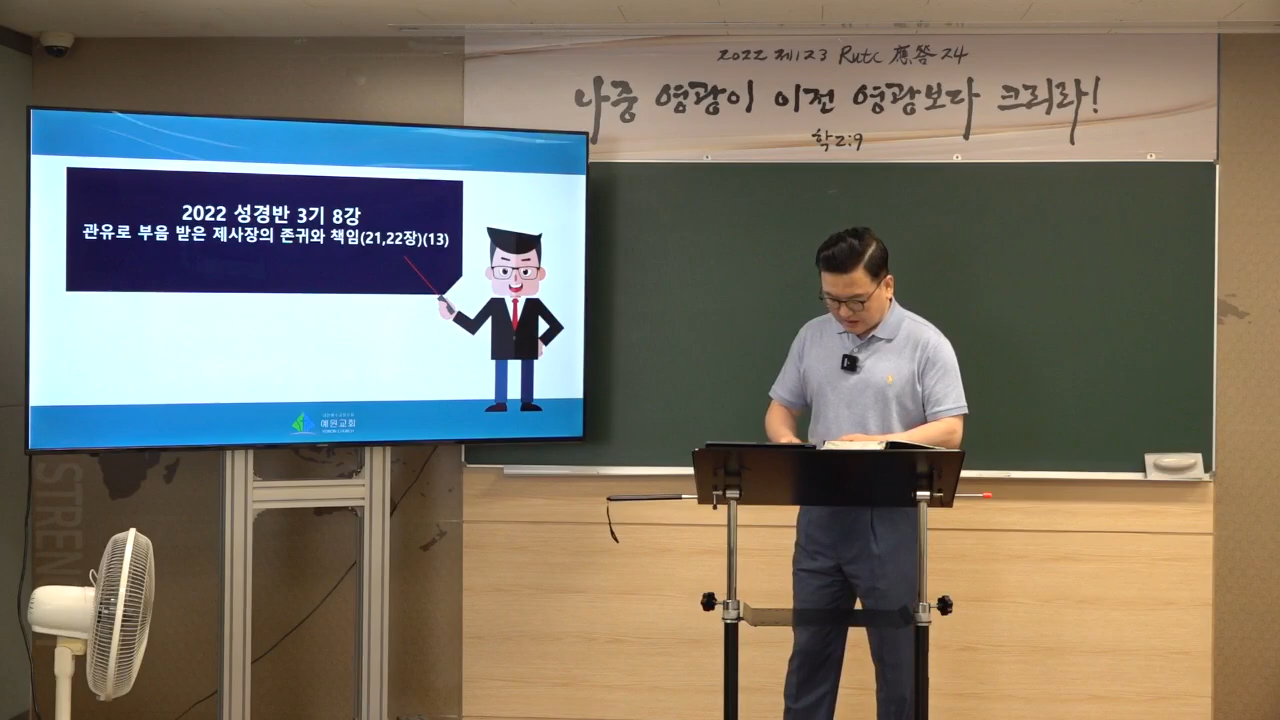 2022 제123 Rutc 應答 24
나중 영광이 이전 영광보다 크리라!
학2:9
2022 성경반 3기 8강
관유로 부음 받은 제사장의 존귀와 책임(21,22장)(13)
예원교회
YEWON CHURCH
STREN